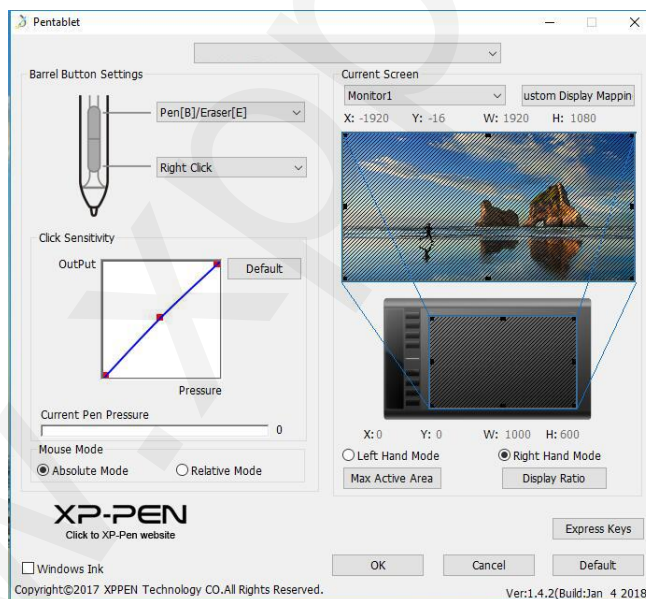 Pentablet
Barrel Button Settings
Pen[B]/Eraser[E]
Right Click
Click Sensitivity
OutPut
Default
Pressure
Current Pen Pressure
0
Mouse Mode
Absolute Mode
Relative Mode
XP-PEN
Click to XP-Pen website
Windows Ink
Copyright©2017 XPPEN Technology CO.All Rights Reserved.
Current Screen
Monitor1
ustom Display Mappin
X: -1920 Y: -16 W: 1920 H: 1080
X: 0 Y: 0 W: 1000 H: 600
Left Hand Mode
Right Hand Mode
Max Active Area
Display Ratio
Express Keys
OK
Cancel
Default
Ver:1.4.2(Build:Jan 4 2018